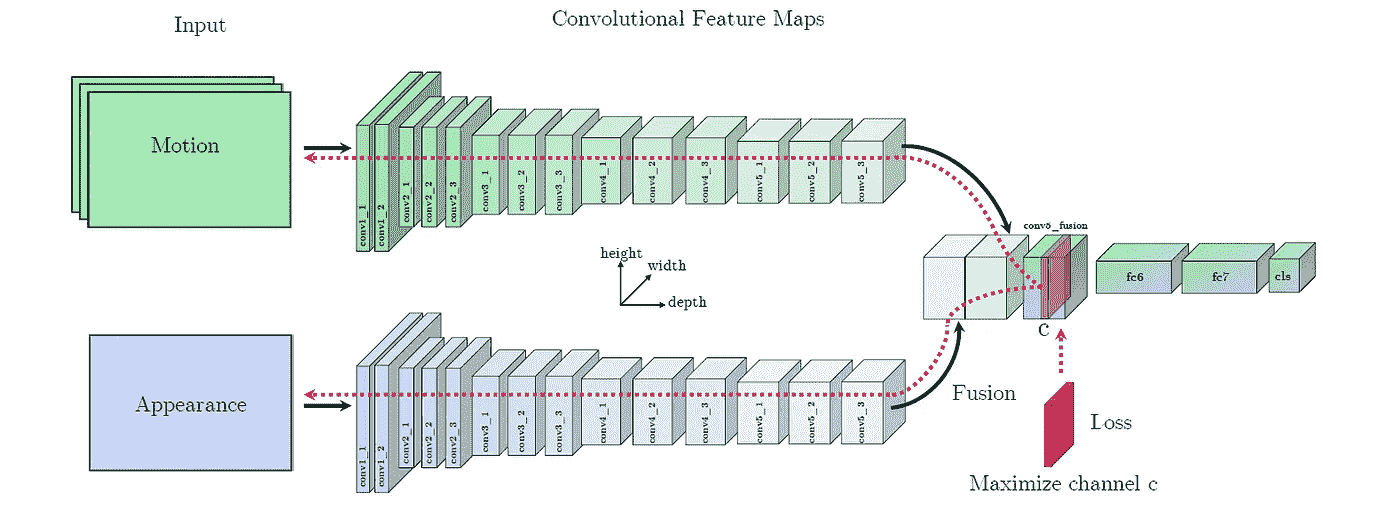 Input
Convolutional Feature Maps
Motion
conv1_1
conv1_2
conv2_1
conv2_2
conv2_3
conv3_1
conv3_2
conv3_3
conv4_1
conv4_2
conv4_3
conv5_1
conv5_2
conv5_3
conv5_fusion
height
width
depth
fc6
fc7
cls
c
Appearance
conv1_1
conv1_2
conv2_1
conv2_2
conv2_3
conv3_1
conv3_2
conv3_3
conv4_1
conv4_2
conv4_3
conv5_1
conv5_2
conv5_3
Fusion
Loss
Maximize channel c